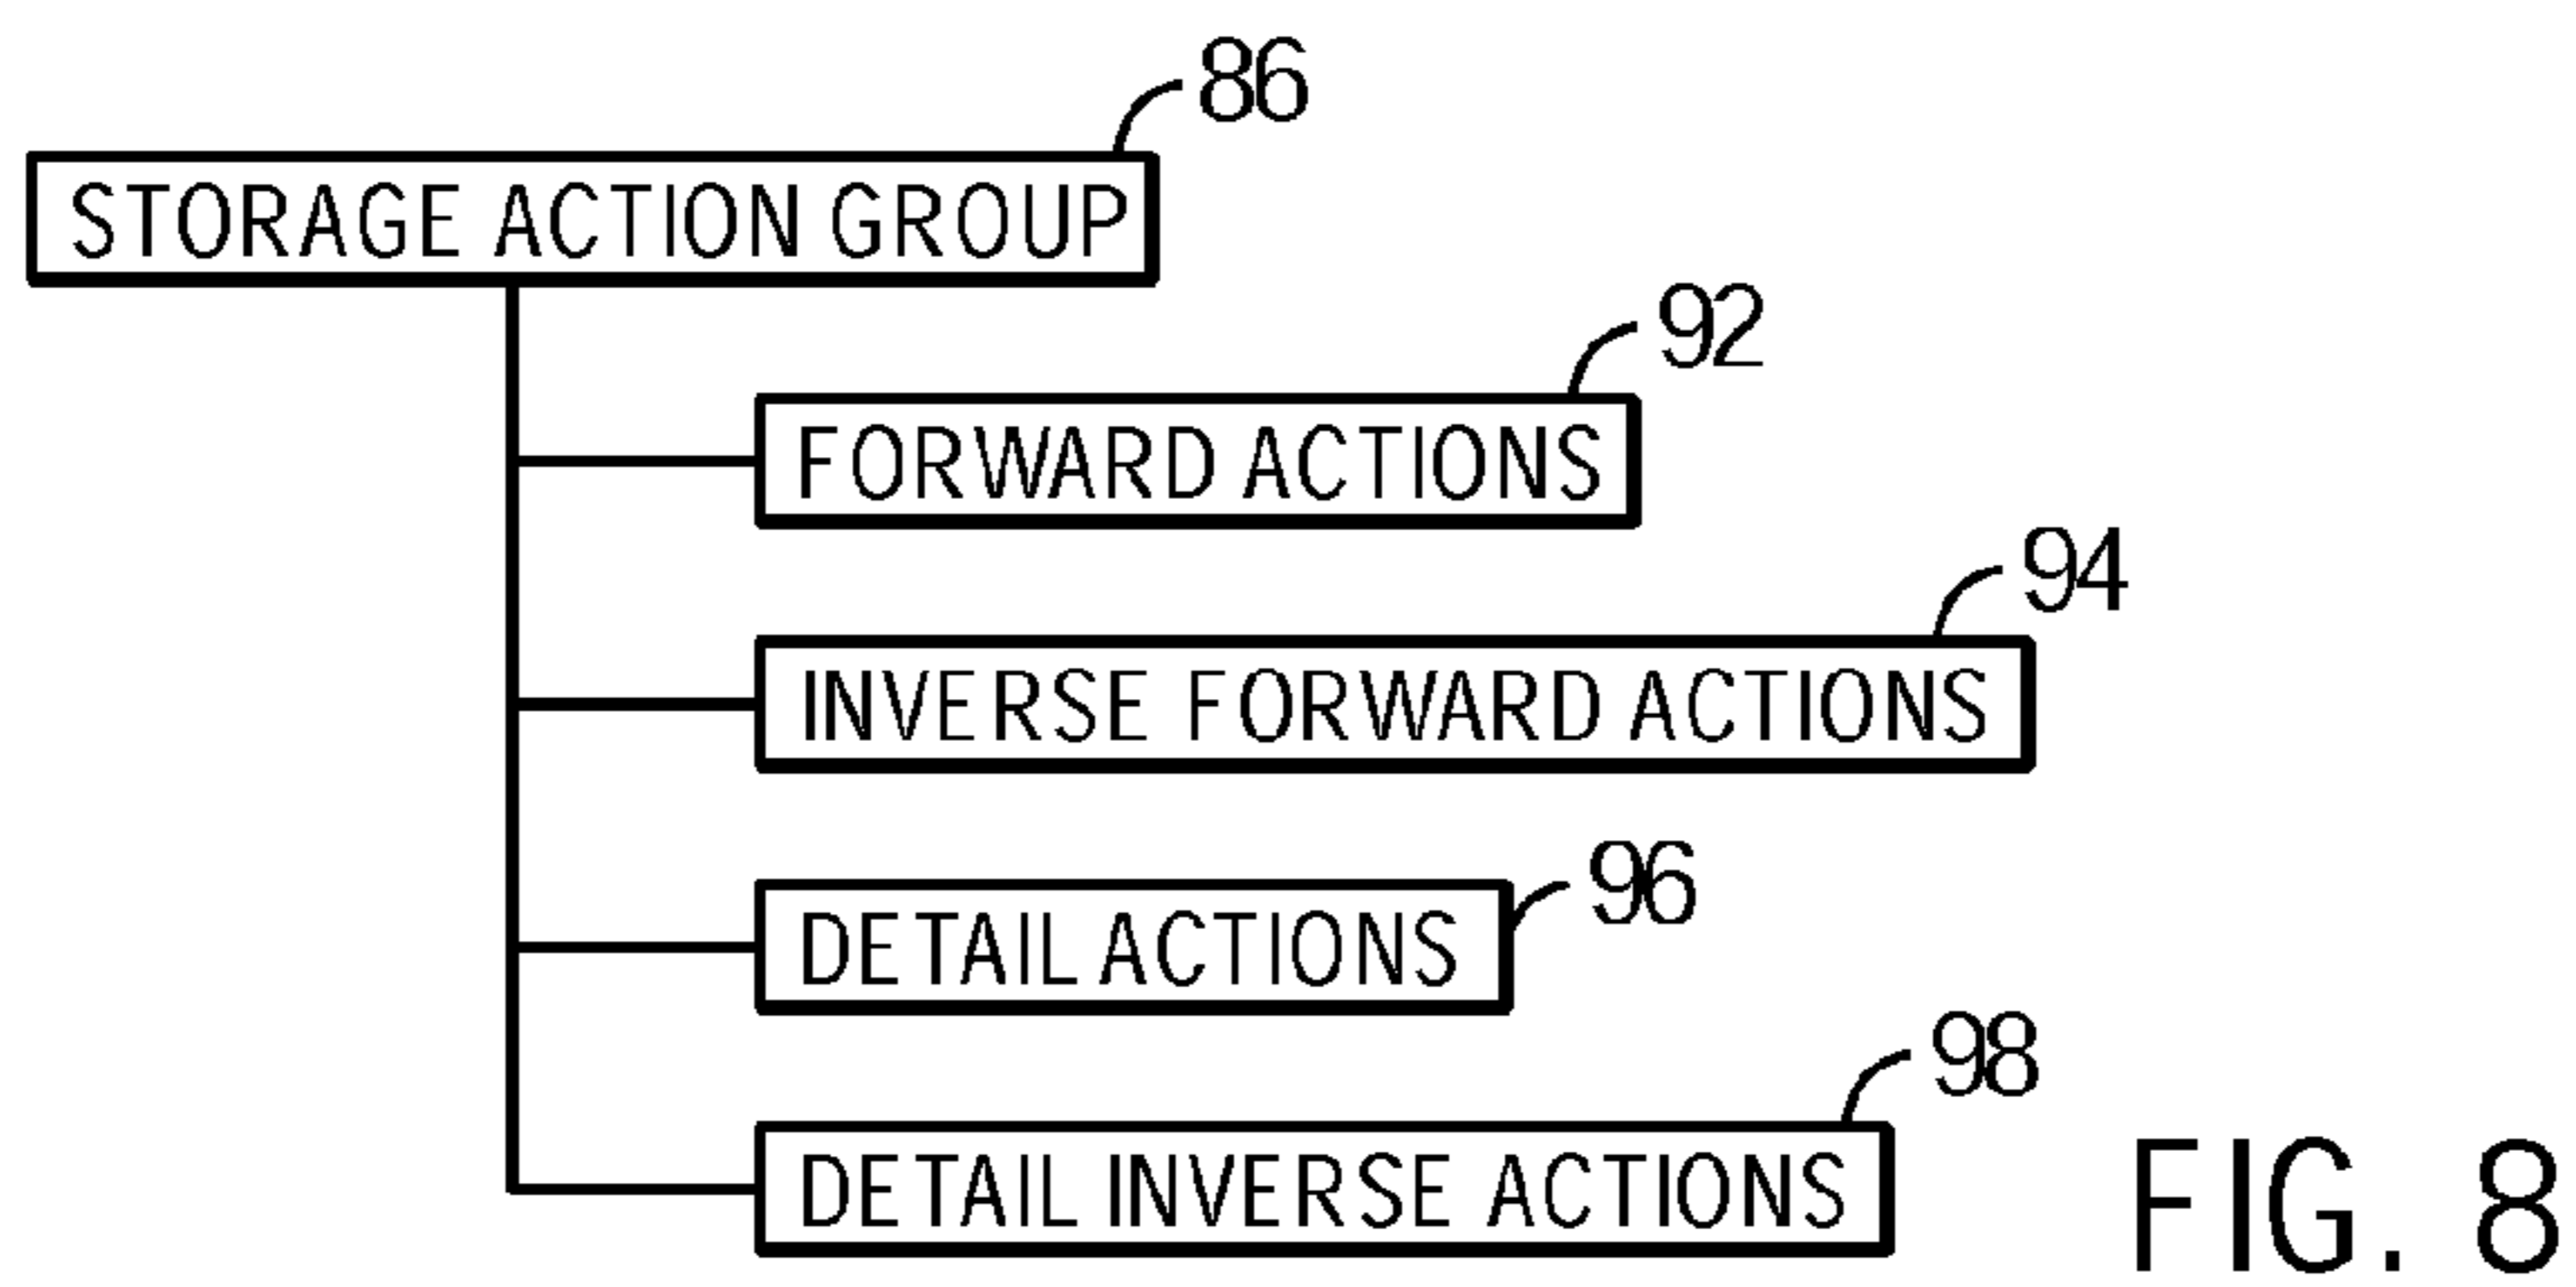 86
STORAGE ACTION GROUP
92
FORWARD ACTIONS
94
INVERSE FORWARD ACTIONS
96
DETAIL ACTIONS
98
DETAIL INVERSE ACTIONS
FIG. 8